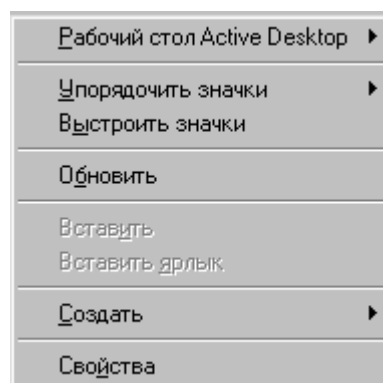 Рабочий стол Active Desktop
Упорядочить значки
Выстроить значки
Обновить
Вставить
Вставить ярлык
Создать
Свойства